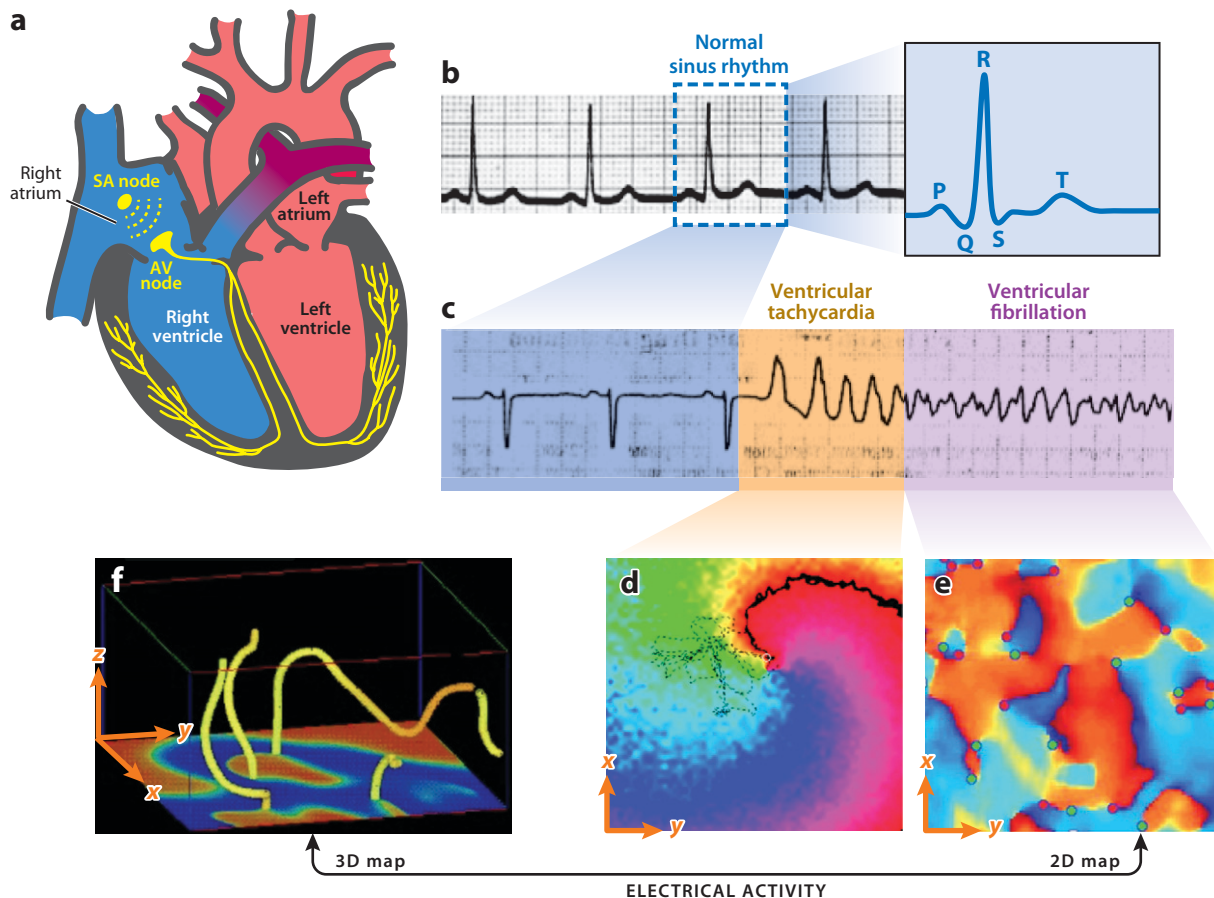 a
Right
atrium
SA node
AV
node
Left
atrium
Right
ventricle
Left
ventricle
b
Normal
sinus rhythm
R
P
Q
S
T
c
Ventricular
tachycardia
Ventricular
fibrillation
f
z
y
x
d
x
y
e
x
y
3D map
2D map
ELECTRICAL ACTIVITY